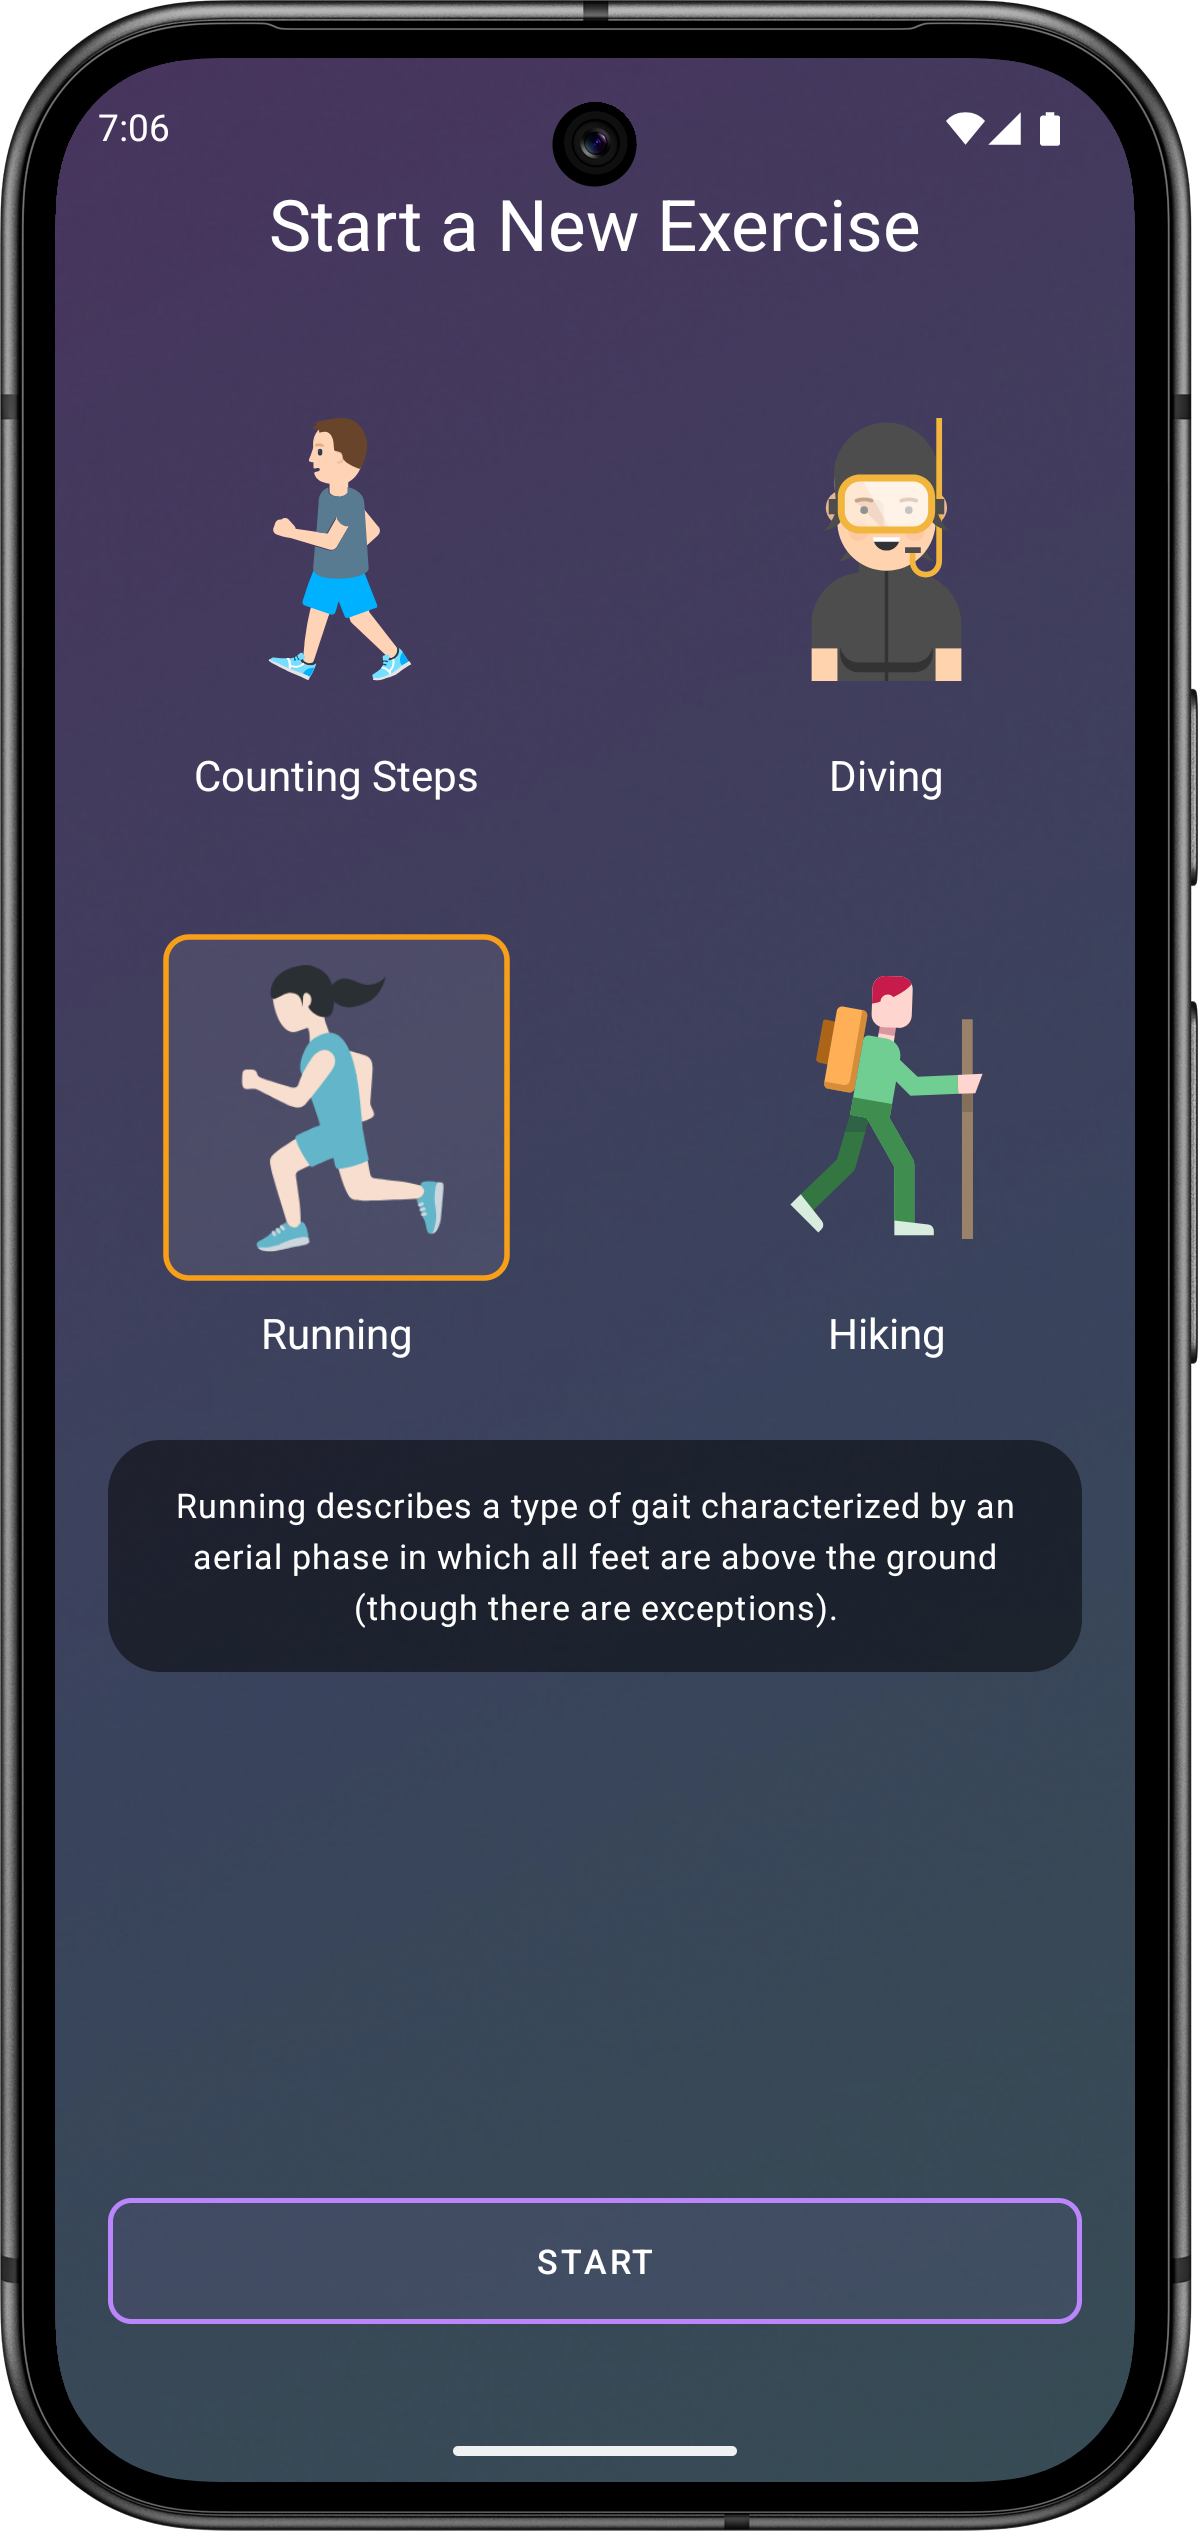 7:06
Start a New Exercise
Counting Steps
Diving
Running
Hiking
Running describes a type of gait characterized by an
aerial phase in which all feet are above the ground
(though there are exceptions).
START